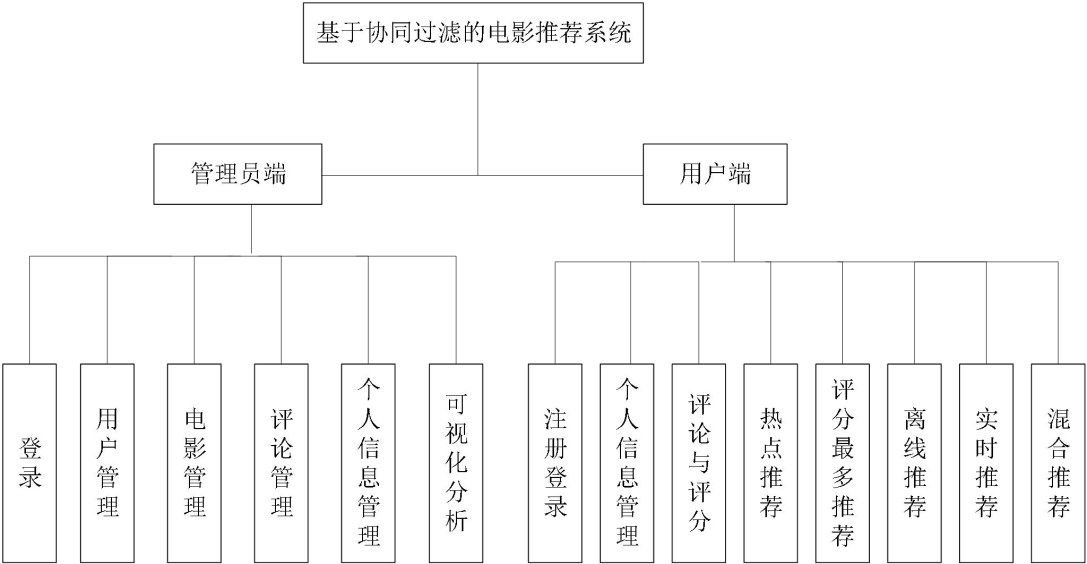 基于协同过滤的电影推荐系统
管理员端
用户端
登录
用户管理
电影管理
评论管理
个人信息管理
可视化分析
注册登录
个人信息管理
评论与评分
热点推荐
评分最多推荐
离线推荐
实时推荐
混合推荐